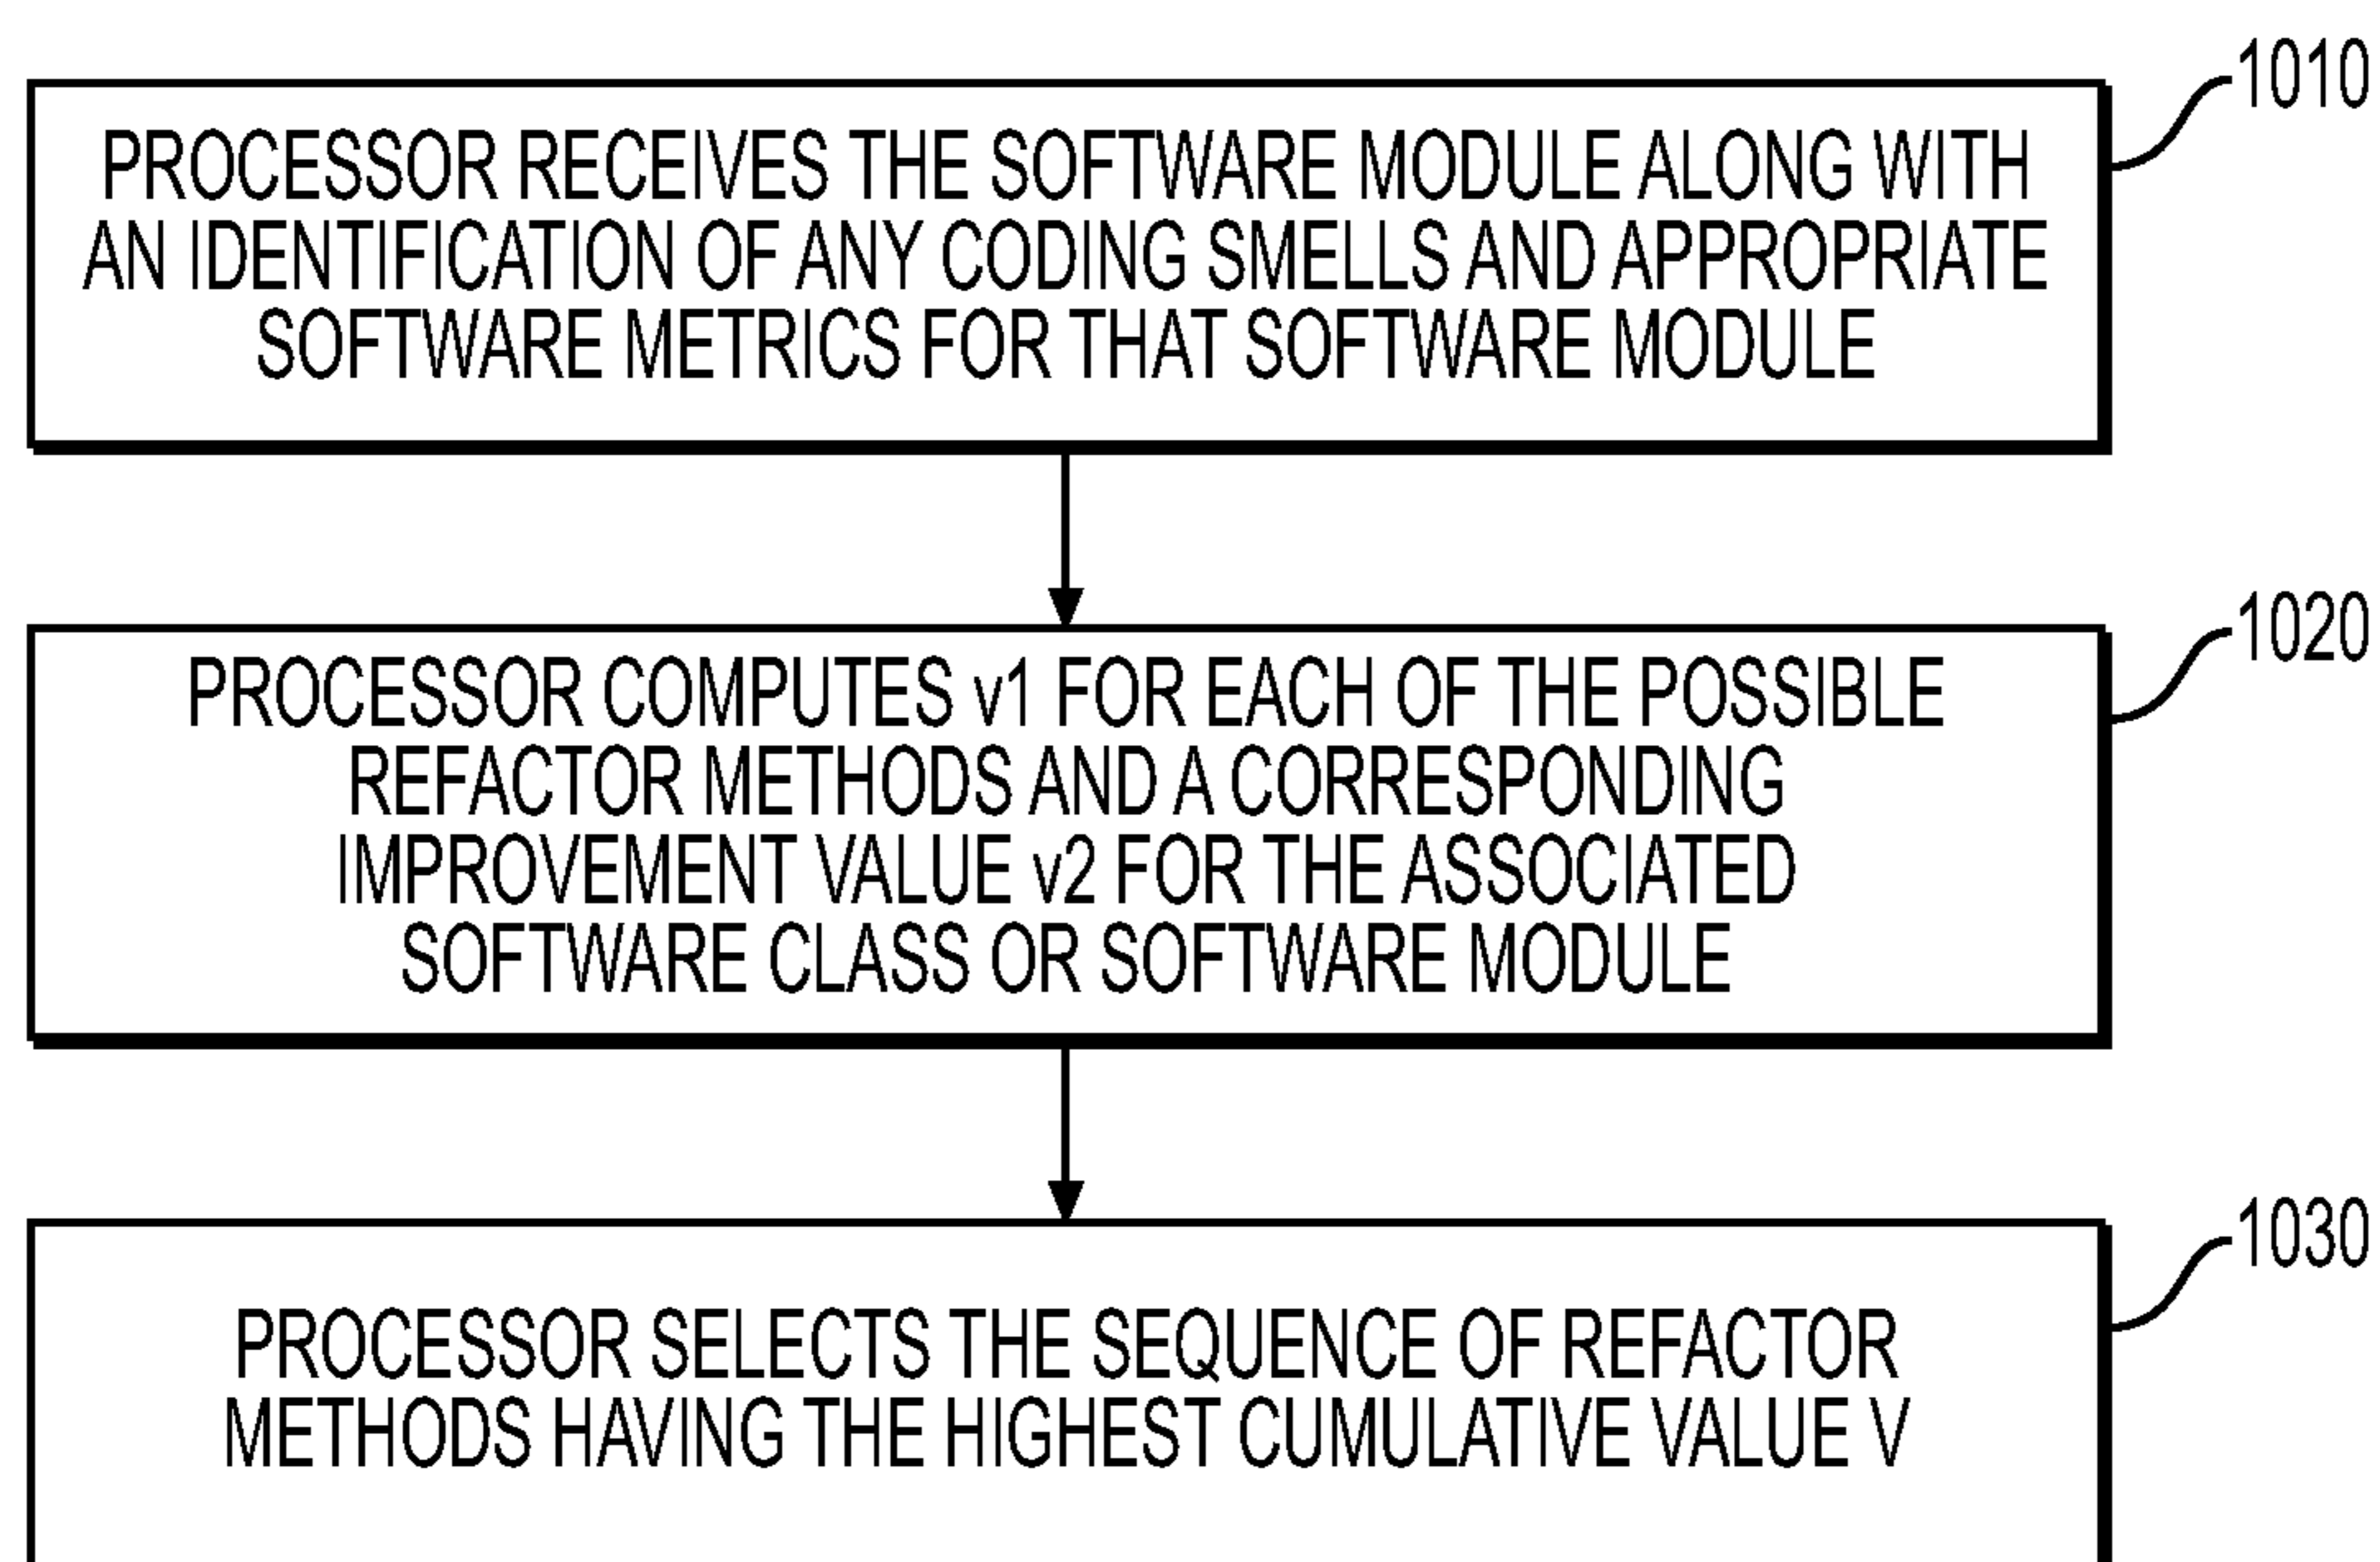 1010
PROCESSOR RECEIVES THE SOFTWARE MODULE ALONG WITH
AN IDENTIFICATION OF ANY CODING SMELLS AND APPROPRIATE
SOFTWARE METRICS FOR THAT SOFTWARE MODULE
1020
PROCESSOR COMPUTES v1 FOR EACH OF THE POSSIBLE
REFACTOR METHODS AND A CORRESPONDING
IMPROVEMENT VALUE v2 FOR THE ASSOCIATED
SOFTWARE CLASS OR SOFTWARE MODULE
1030
PROCESSOR SELECTS THE SEQUENCE OF REFACTOR
METHODS HAVING THE HIGHEST CUMULATIVE VALUE V